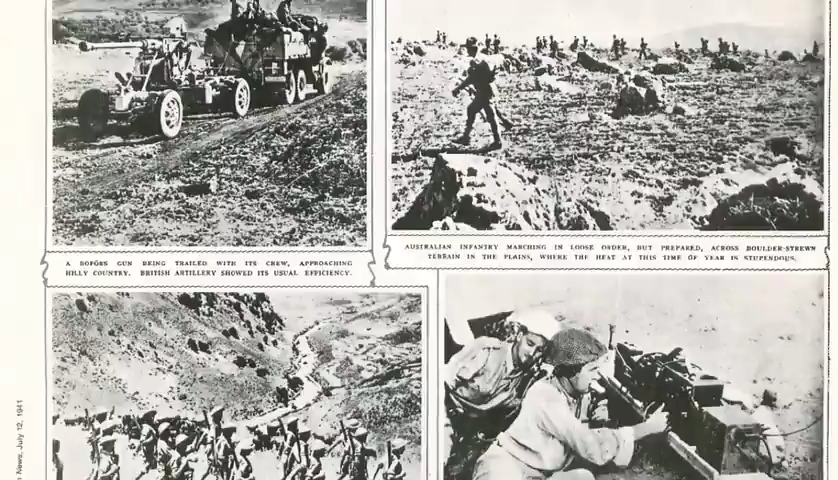 A BOFORS GUN BEING TRAILED WITH ITS CREW, APPROACHING
HILLY COUNTRY. BRITISH ARTILLERY SHOWED ITS USUAL EFFICIENCY.
AUSTRALIAN INFANTRY MARCHING IN LOOSE ORDER, BUT PREPARED, ACROSS BOULDER-STREWN
TERRAIN IN THE PLAINS, WHERE THE HEAT AT THIS TIME OF YEAR IS STUPENDOUS.
News, July 12, 1941